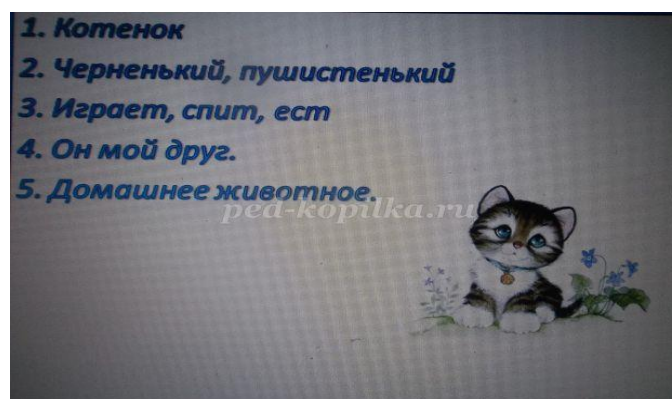 1. Котенок
2. Черненький, пушистенький
3. Играет, спит, ест
4. Он мой друг.
5. Домашнее животное.
ped-kopilka.ru